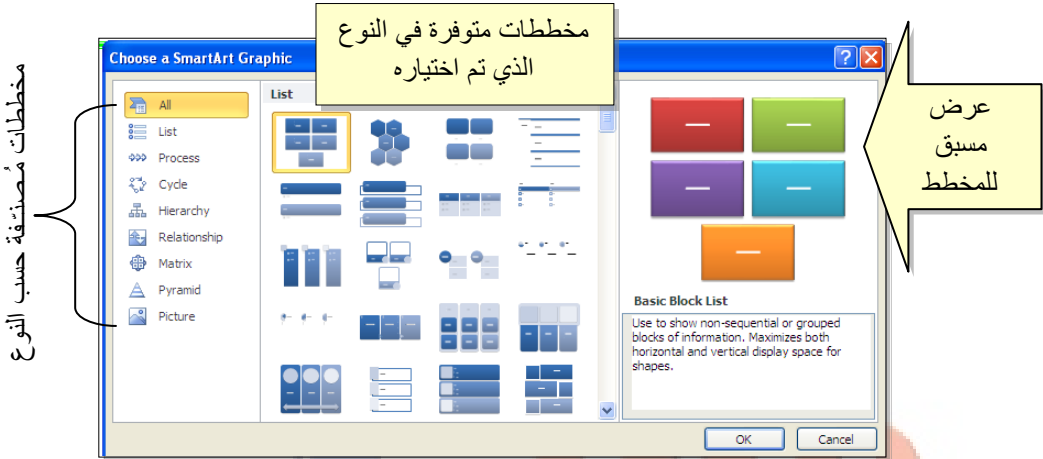 مخططات متوفرة في النوع
الذي تم اختياره
Choose a SmartArt Graphic
مخططات مُصنّفة حسب النوع
All
List
Process
Cycle
Hierarchy
Relationship
Matrix
Pyramid
Picture
List
عرض
مسبق
للمخطط
Basic Block List
Use to show non-sequential or grouped
blocks of information. Maximizes both
horizontal and vertical display space for
shapes.
OK
Cancel